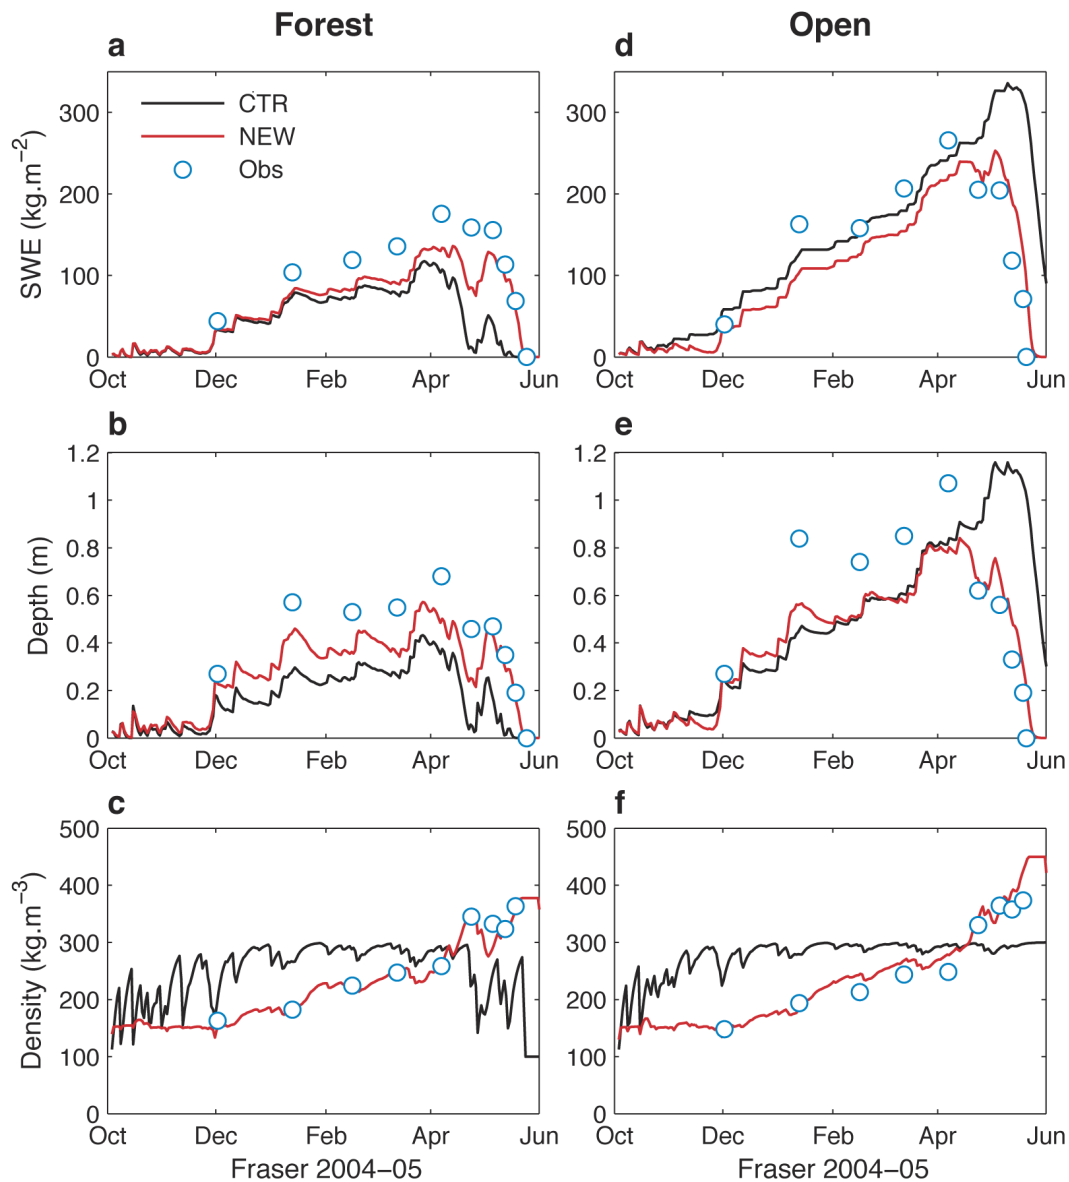 Forest
Open
a
d
SWE (kg.m−2)
300
200
100
0
CTR
NEW
Obs
300
200
100
0
Oct Dec Feb Apr Jun
Oct Dec Feb Apr Jun
b
e
Depth (m)
1.2
1
0.8
0.6
0.4
0.2
0
1.2
1
0.8
0.6
0.4
0.2
0
Oct Dec Feb Apr Jun
Oct Dec Feb Apr Jun
c
f
Density (kg.m−3)
500
400
300
200
100
0
500
400
300
200
100
0
Oct Dec Feb Apr Jun
Oct Dec Feb Apr Jun
Fraser 2004−05
Fraser 2004−05